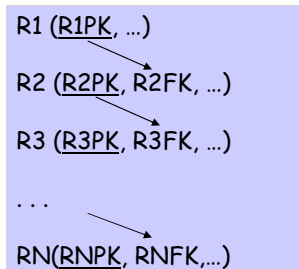 R1 (R1PK, ...)
R2 (R2PK, R2FK, ...)
R3 (R3PK, R3FK, ...)
. . .
RN(RNPK, RNFK,...)